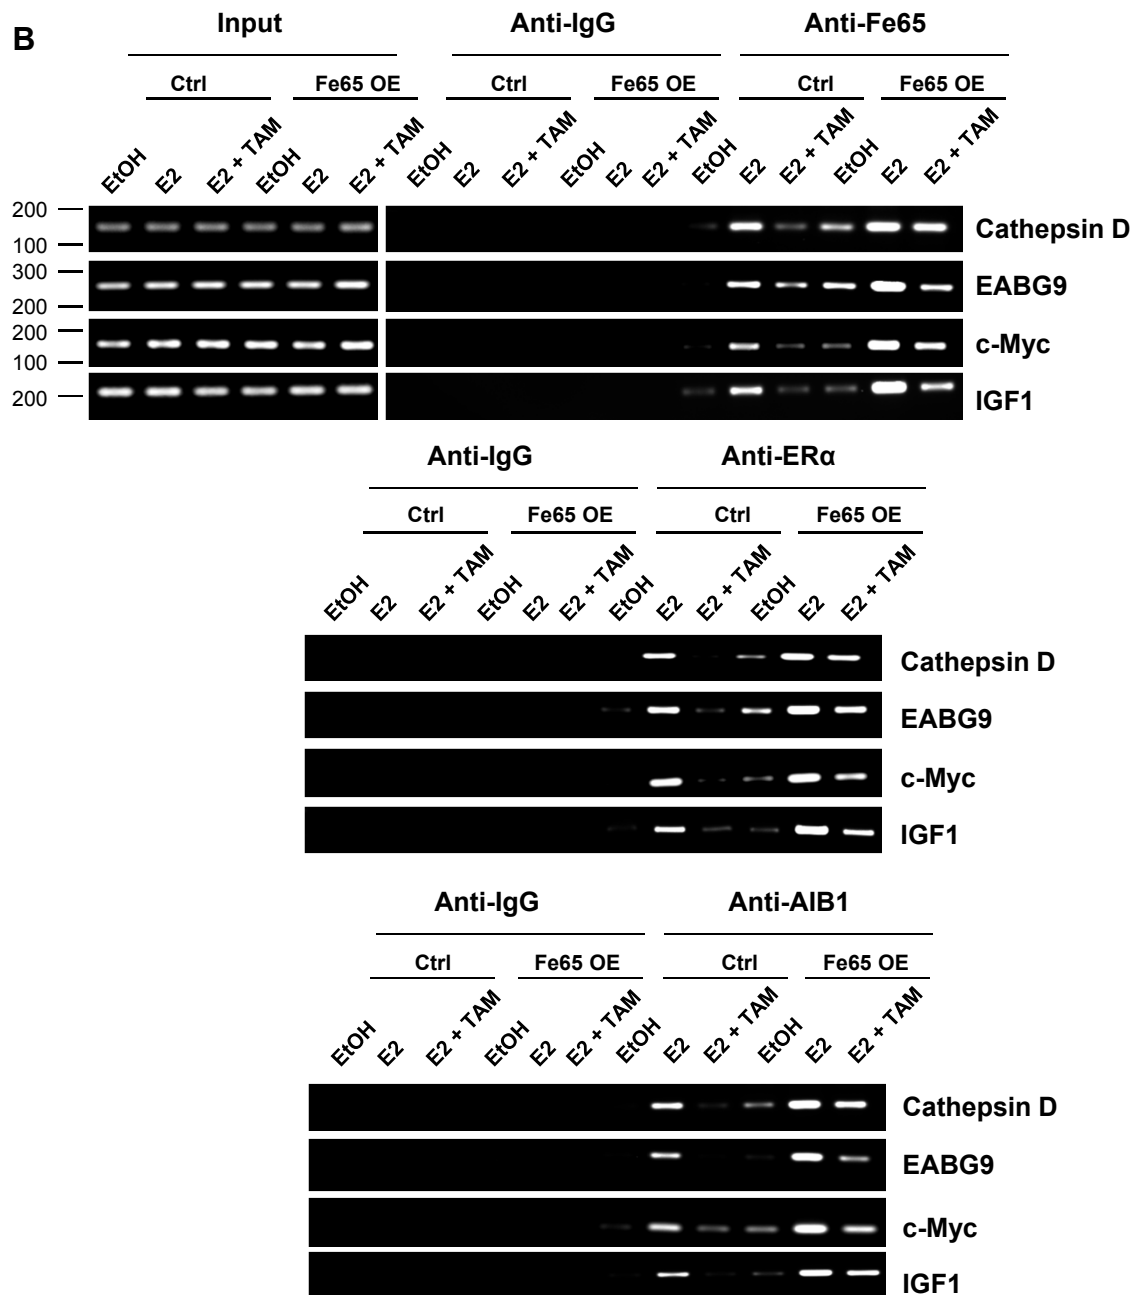 B
Input Anti-IgG Anti-Fe65
Ctrl Fe65 OE Ctrl Fe65 OE Ctrl Fe65 OE
EtOH E2 E2 + TAM EtOH E2 E2 + TAM EtOH E2 E2 + TAM EtOH E2 E2 + TAM EtOH E2 E2 + TAM EtOH E2 E2 + TAM
200
100 Cathepsin D
300
200 EABG9
200
100 c-Myc
200 IGF1
Anti-IgG Anti-ERα
Ctrl Fe65 OE Ctrl Fe65 OE
EtOH E2 E2 + TAM EtOH E2 E2 + TAM EtOH E2 E2 + TAM EtOH E2 E2 + TAM
Cathepsin D
EABG9
c-Myc
IGF1
Anti-IgG Anti-AIB1
Ctrl Fe65 OE Ctrl Fe65 OE
EtOH E2 E2 + TAM EtOH E2 E2 + TAM EtOH E2 E2 + TAM EtOH E2 E2 + TAM
Cathepsin D
EABG9
c-Myc
IGF1